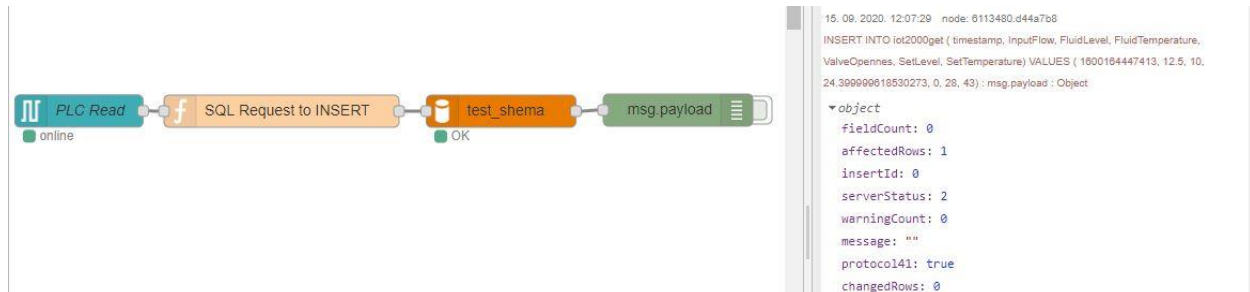 PLC Read
online
SQL Request to INSERT
test_shema
OK
msg.payload
15. 09. 2020. 12:07:29 node: 6113480.d44a7b8
INSERT INTO iot2000get ( timestamp, InputFlow, FluidLevel, FluidTemperature,
ValveOpennes, SetLevel, SetTemperature) VALUES ( 1600164447413, 12.5, 10,
24.399999618530273, 0, 28, 43) : msg.payload : Object
object
fieldCount: 0
affectedRows: 1
insertId: 0
serverStatus: 2
warningCount: 0
message: ""
protocol41: true
changedRows: 0